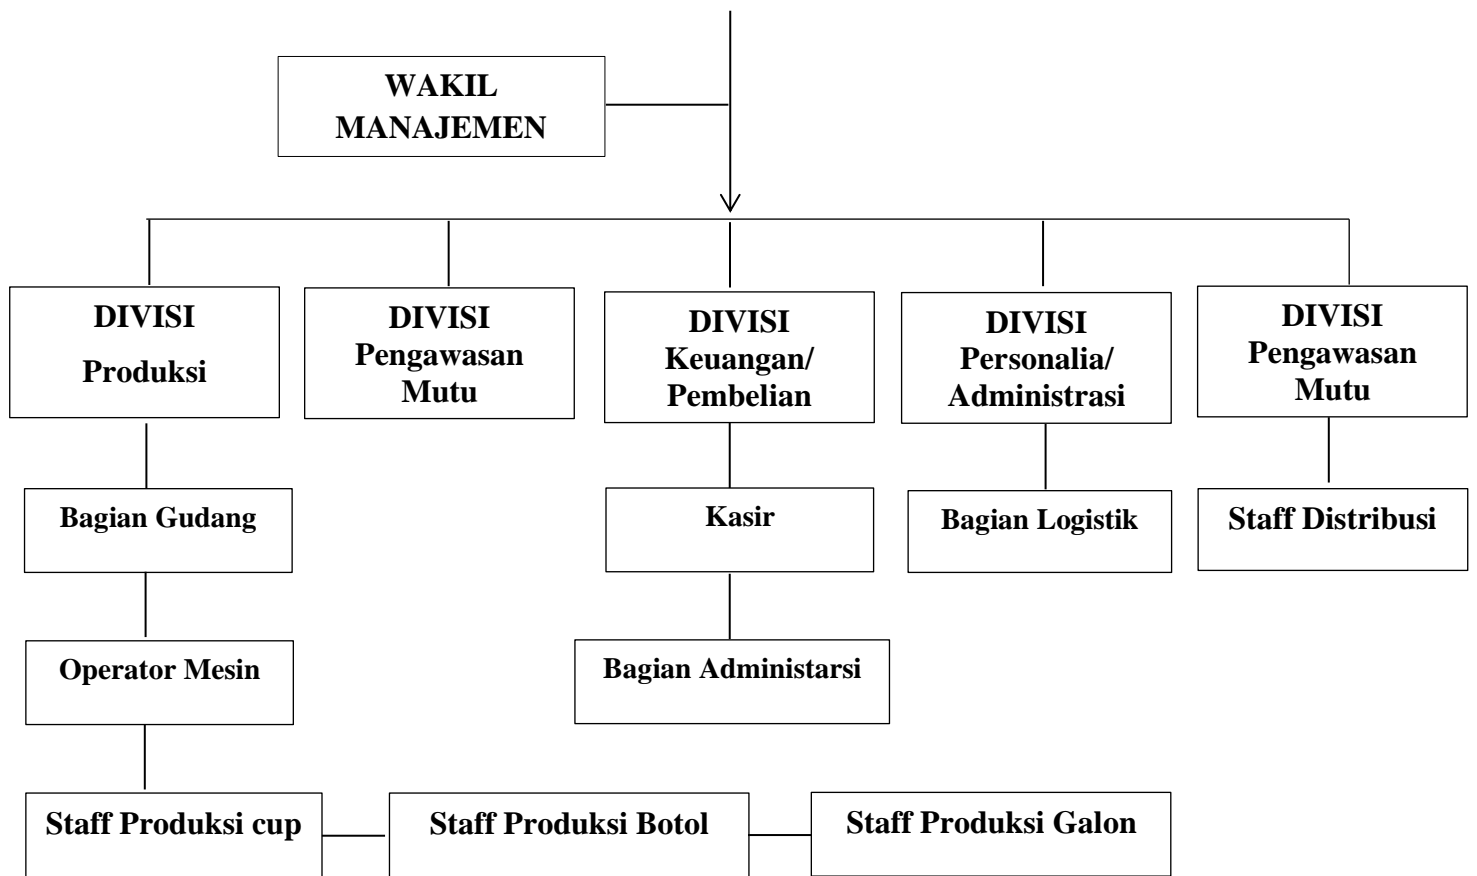 WAKIL
MANAJEMEN
DIVISI
Produksi
DIVISI
Pengawasan
Mutu
DIVISI
Keuangan/
Pembelian
DIVISI
Personalia/
Administrasi
DIVISI
Pengawasan
Mutu
Bagian Gudang
Kasir
Bagian Logistik
Staff Distribusi
Operator Mesin
Bagian Administarsi
Staff Produksi cup
Staff Produksi Botol
Staff Produksi Galon